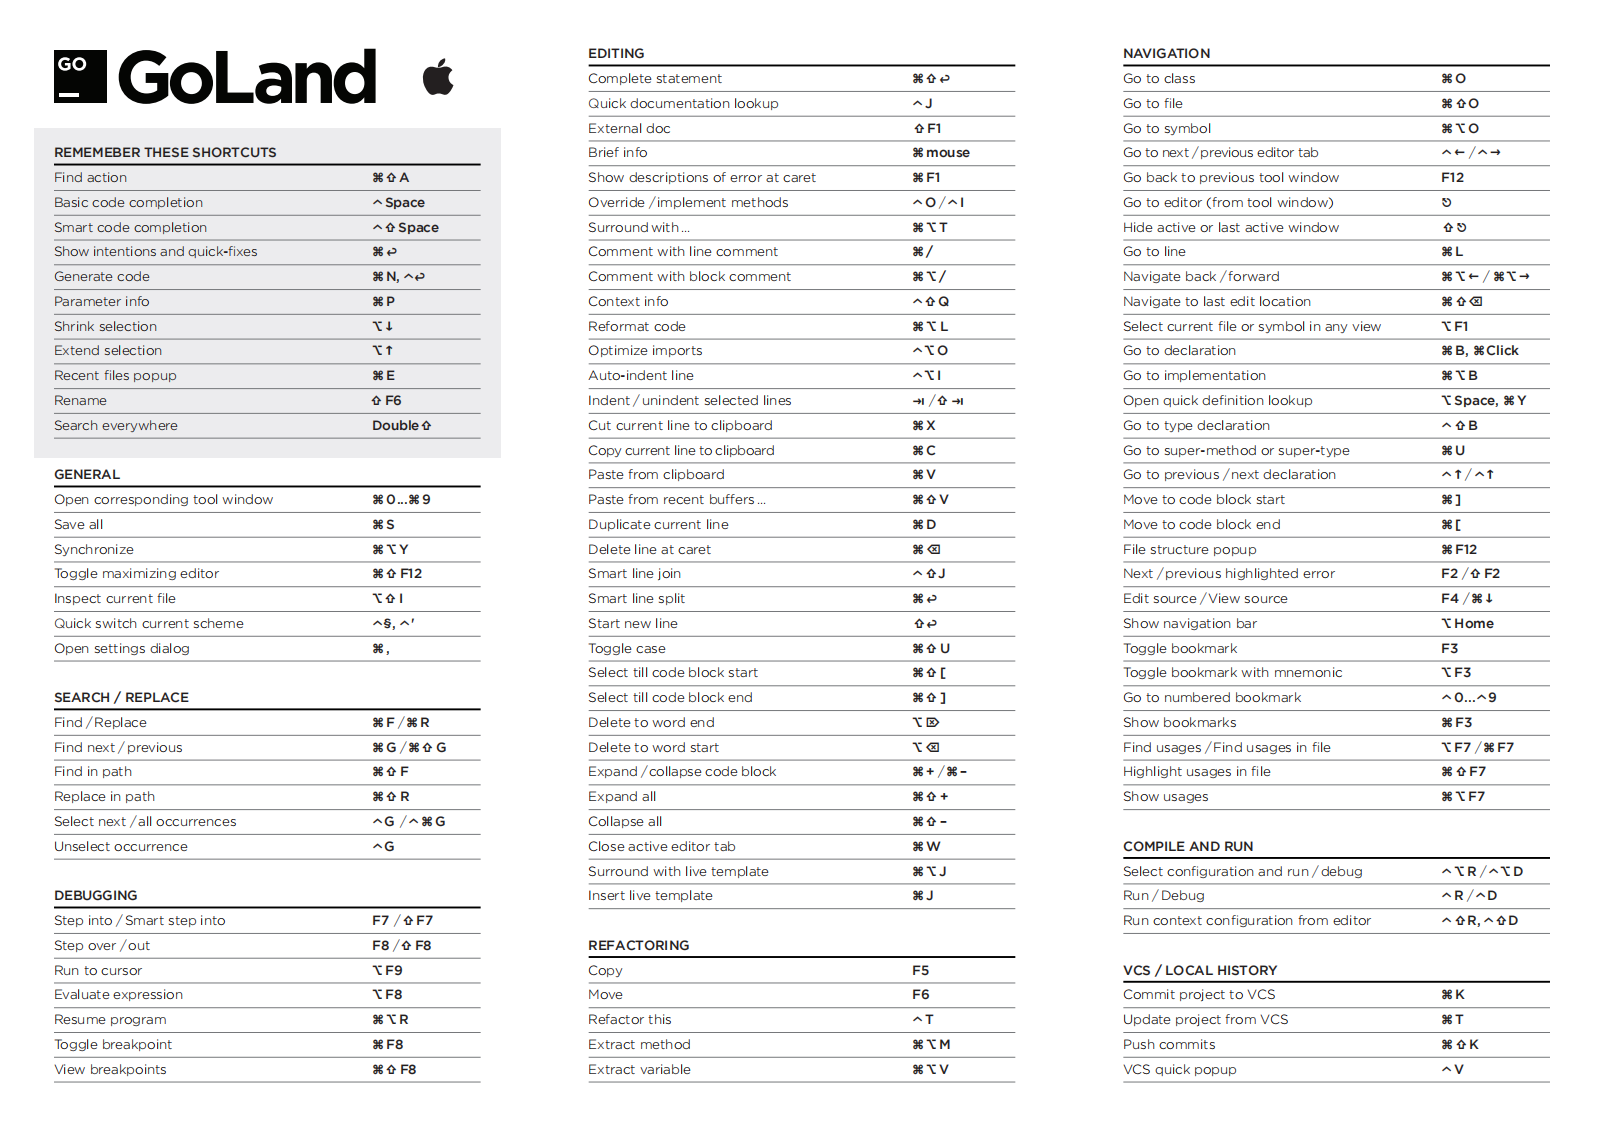 GO GoLand
REMEMEBER THESE SHORTCUTS
Find action ⌘⇧A
Basic code completion ^Space
Smart code completion ^⇧Space
Show intentions and quick-fixes ⌘↩
Generate code ⌘N, ^↩
Parameter info ⌘P
Shrink selection ⌥↓
Extend selection ⌥↑
Recent files popup ⌘E
Rename ⇧F6
Search everywhere Double⇧
GENERAL
Open corresponding tool window ⌘0...⌘9
Save all ⌘S
Synchronize ⌘⌥Y
Toggle maximizing editor ⌘⇧F12
Inspect current file ⌥⇧I
Quick switch current scheme ^§, ^'
Open settings dialog ⌘,
SEARCH / REPLACE
Find / Replace ⌘F / ⌘R
Find next / previous ⌘G / ⌘⇧G
Find in path ⌘⇧F
Replace in path ⌘⇧R
Select next / all occurrences ^G / ^⌘G
Unselect occurrence ^G
DEBUGGING
Step into / Smart step into F7 / ⇧F7
Step over / out F8 / ⇧F8
Run to cursor ⌥F9
Evaluate expression ⌥F8
Resume program ⌘⌥R
Toggle breakpoint ⌘F8
View breakpoints ⌘⇧F8
EDITING
Complete statement ⌘⇧↩
Quick documentation lookup ^J
External doc ⇧F1
Brief info ⌘mouse
Show descriptions of error at caret ⌘F1
Override / implement methods ^O / ^I
Surround with ... ⌘⌥T
Comment with line comment ⌘/
Comment with block comment ⌘⌥/
Context info ^⇧Q
Reformat code ⌘⌥L
Optimize imports ^⌥O
Auto-indent line ^⌥I
Indent / unindent selected lines ⇥ / ⇧⇥
Cut current line to clipboard ⌘X
Copy current line to clipboard ⌘C
Paste from clipboard ⌘V
Paste from recent buffers ... ⌘⇧V
Duplicate current line ⌘D
Delete line at caret ⌘⌫
Smart line join ^⇧J
Smart line split ⌘↩
Start new line ⇧↩
Toggle case ⌘⇧U
Select till code block start ⌘⇧[
Select till code block end ⌘⇧]
Delete to word end ⌥⌦
Delete to word start ⌥⌫
Expand / collapse code block ⌘+ / ⌘–
Expand all ⌘⇧+
Collapse all ⌘⇧–
Close active editor tab ⌘W
Surround with live template ⌘⌥J
Insert live template ⌘J
REFACTORING
Copy F5
Move F6
Refactor this ^T
Extract method ⌘⌥M
Extract variable ⌘⌥V
NAVIGATION
Go to class ⌘O
Go to file ⌘⇧O
Go to symbol ⌘⌥O
Go to next / previous editor tab ^← / ^→
Go back to previous tool window F12
Go to editor (from tool window) ⎋
Hide active or last active window ⇧⎋
Go to line ⌘L
Navigate back / forward ⌘⌥← / ⌘⌥→
Navigate to last edit location ⌘⇧⌫
Select current file or symbol in any view ⌥F1
Go to declaration ⌘B, ⌘Click
Go to implementation ⌘⌥B
Open quick definition lookup ⌥Space, ⌘Y
Go to type declaration ^⇧B
Go to super-method or super-type ⌘U
Go to previous / next declaration ^↑ / ^↑
Move to code block start ⌘]
Move to code block end ⌘[
File structure popup ⌘F12
Next / previous highlighted error F2 / ⇧F2
Edit source / View source F4 / ⌘↓
Show navigation bar ⌥Home
Toggle bookmark F3
Toggle bookmark with mnemonic ⌥F3
Go to numbered bookmark ^0...^9
Show bookmarks ⌘F3
Find usages / Find usages in file ⌥F7 / ⌘F7
Highlight usages in file ⌘⇧F7
Show usages ⌘⌥F7
COMPILE AND RUN
Select configuration and run / debug ^⌥R / ^⌥D
Run / Debug ^R / ^D
Run context configuration from editor ^⇧R, ^⇧D
VCS / LOCAL HISTORY
Commit project to VCS ⌘K
Update project from VCS ⌘T
Push commits ⌘⇧K
VCS quick popup ^V